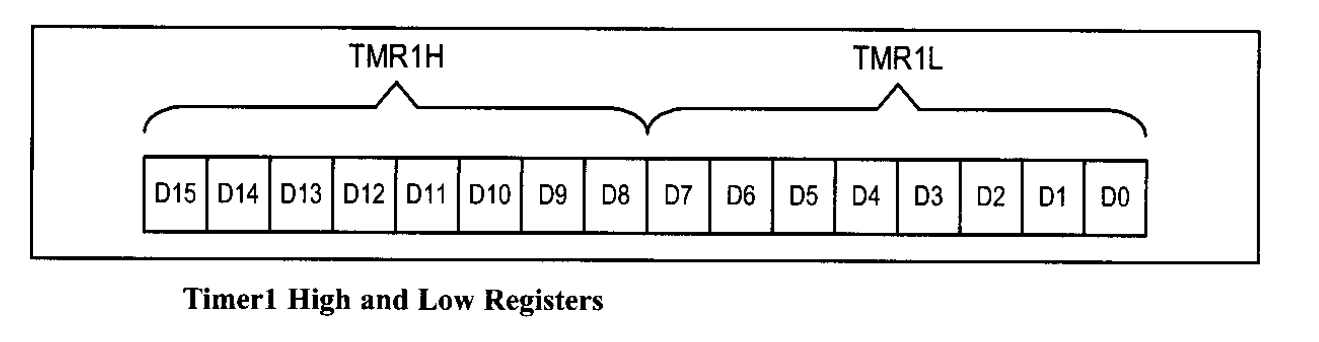 TMR1H TMR1L
D15 D14 D13 D12 D11 D10 D9 D8 D7 D6 D5 D4 D3 D2 D1 D0
Timer1 High and Low Registers